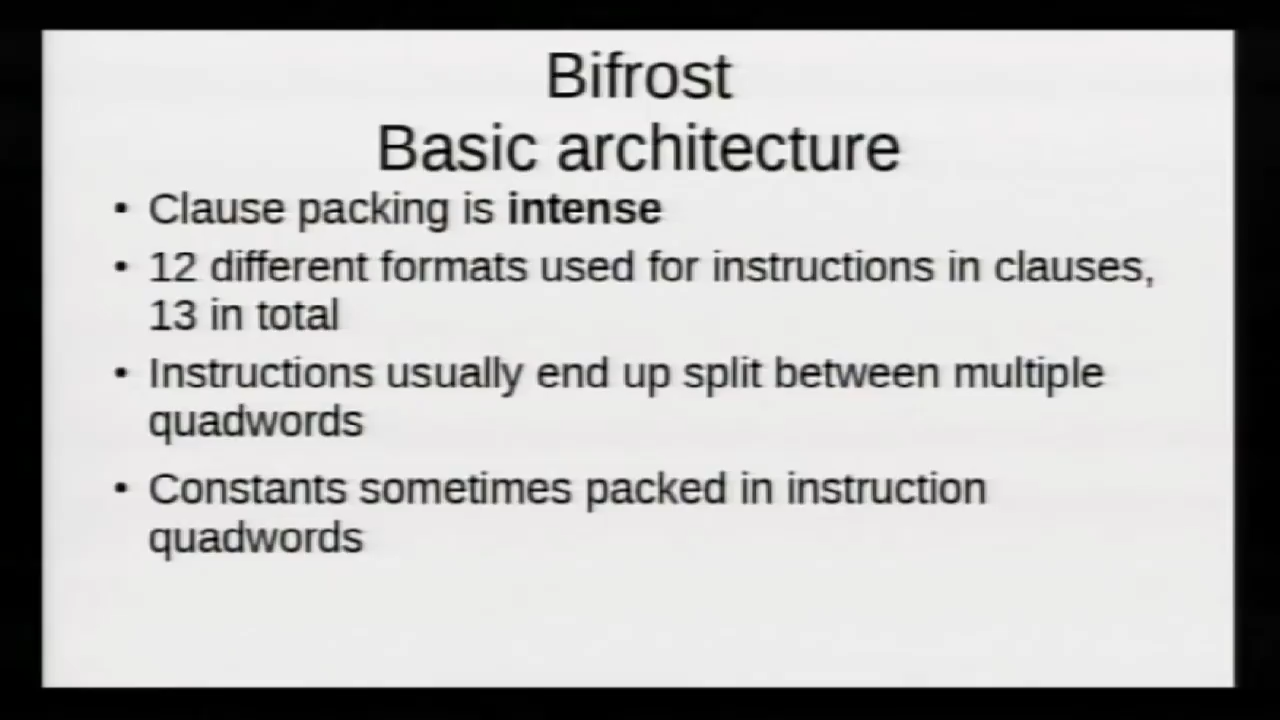 Bifrost
Basic architecture
• Clause packing is intense
• 12 different formats used for instructions in clauses,
13 in total
• Instructions usually end up split between multiple
quadwords
• Constants sometimes packed in instruction
quadwords